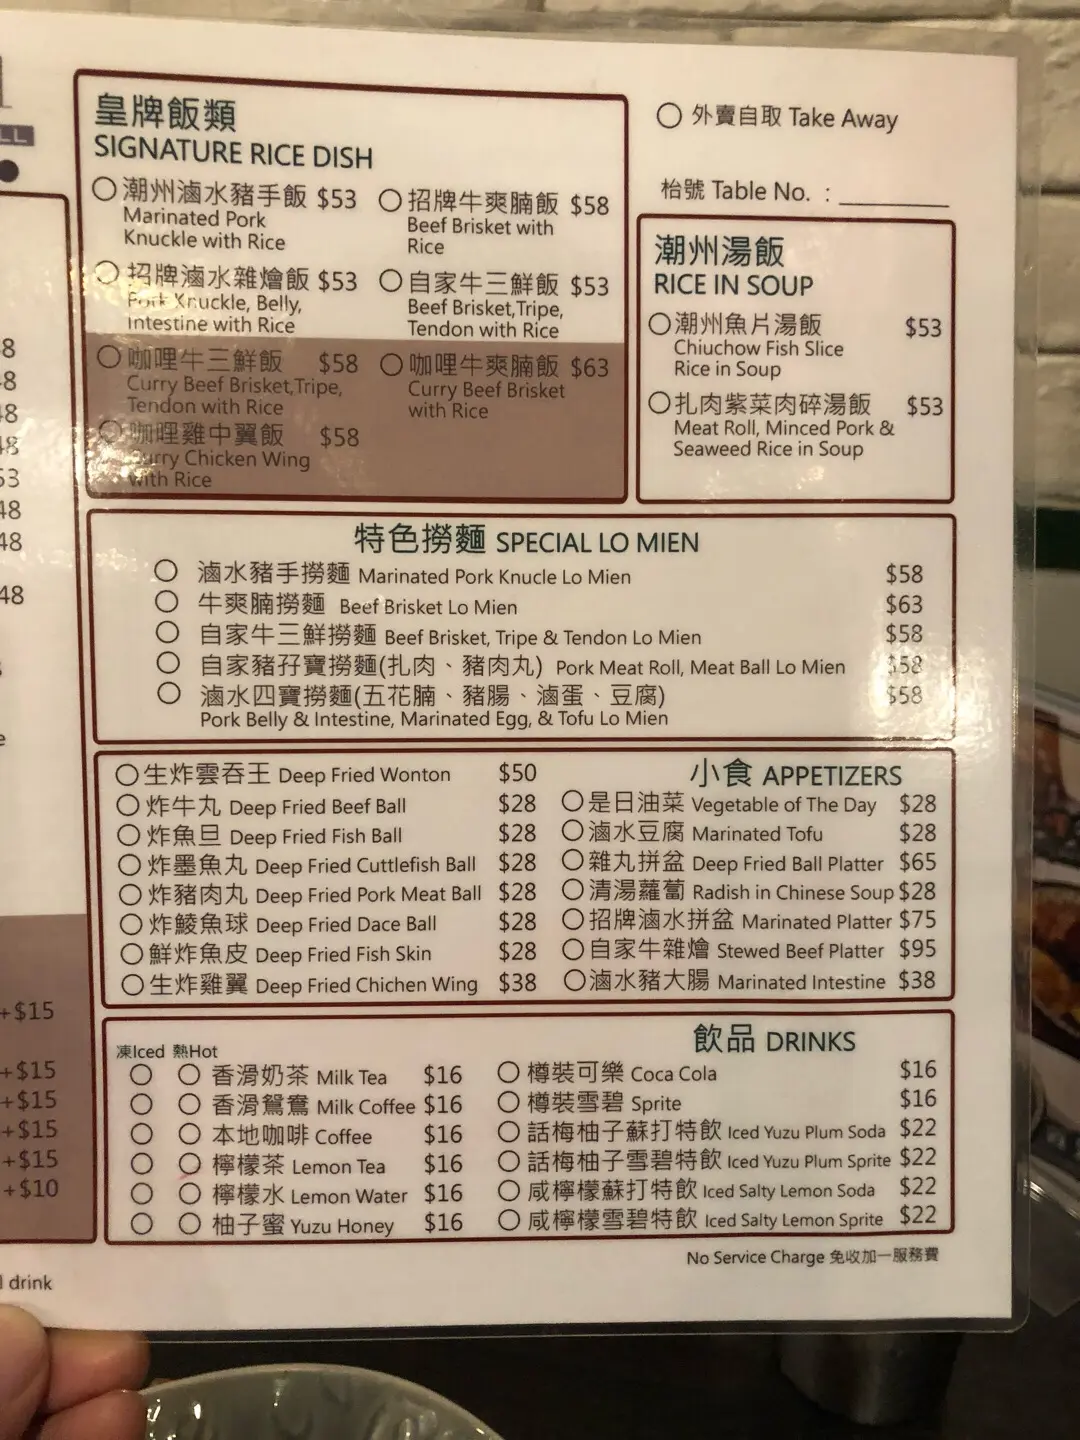 LL
皇牌飯類
SIGNATURE RICE DISH
潮州滷水豬手飯 $53
Marinated Pork
Knuckle with Rice
招牌牛爽腩飯 $58
Beef Brisket with
Rice
招牌滷水雜燴飯 $53
Pork Knuckle, Belly,
Intestine with Rice
自家牛三鮮飯 $53
Beef Brisket,Tripe,
Tendon with Rice
咖哩牛三鮮飯 $58
Curry Beef Brisket,Tripe,
Tendon with Rice
咖哩牛爽腩飯 $63
Curry Beef Brisket
with Rice
咖哩雞中翼飯 $58
Curry Chicken Wing
with Rice
外賣自取 Take Away
枱號 Table No. :
潮州湯飯
RICE IN SOUP
潮州魚片湯飯 $53
Chiuchow Fish Slice
Rice in Soup
扎肉紫菜肉碎湯飯 $53
Meat Roll, Minced Pork &
Seaweed Rice in Soup
特色撈麵 SPECIAL LO MIEN
滷水豬手撈麵 Marinated Pork Knucle Lo Mien $58
牛爽腩撈麵 Beef Brisket Lo Mien $63
自家牛三鮮撈麵 Beef Brisket, Tripe & Tendon Lo Mien $58
自家豬孖寶撈麵(扎肉、豬肉丸) Pork Meat Roll, Meat Ball Lo Mien $58
滷水四寶撈麵(五花腩、豬腸、滷蛋、豆腐) $58
Pork Belly & Intestine, Marinated Egg, & Tofu Lo Mien
生炸雲吞王 Deep Fried Wonton $50
炸牛丸 Deep Fried Beef Ball $28
炸魚旦 Deep Fried Fish Ball $28
炸墨魚丸 Deep Fried Cuttlefish Ball $28
炸豬肉丸 Deep Fried Pork Meat Ball $28
炸鯪魚球 Deep Fried Dace Ball $28
鮮炸魚皮 Deep Fried Fish Skin $28
生炸雞翼 Deep Fried Chichen Wing $38
小食 APPETIZERS
是日油菜 Vegetable of The Day $28
滷水豆腐 Marinated Tofu $28
雜丸拼盆 Deep Fried Ball Platter $65
清湯蘿蔔 Radish in Chinese Soup $28
招牌滷水拼盆 Marinated Platter $75
自家牛雜燴 Stewed Beef Platter $95
滷水豬大腸 Marinated Intestine $38
飲品 DRINKS
凍Iced 熱Hot
香滑奶茶 Milk Tea $16
香滑鴛鴦 Milk Coffee $16
本地咖啡 Coffee $16
檸檬茶 Lemon Tea $16
檸檬水 Lemon Water $16
柚子蜜 Yuzu Honey $16
樽裝可樂 Coca Cola $16
樽裝雪碧 Sprite $16
話梅柚子蘇打特飲 Iced Yuzu Plum Soda $22
話梅柚子雪碧特飲 Iced Yuzu Plum Sprite $22
咸檸檬蘇打特飲 Iced Salty Lemon Soda $22
咸檸檬雪碧特飲 Iced Salty Lemon Sprite $22
No Service Charge 免收加一服務費
+$15
+$15
+$15
+$15
+$15
+$10
drink